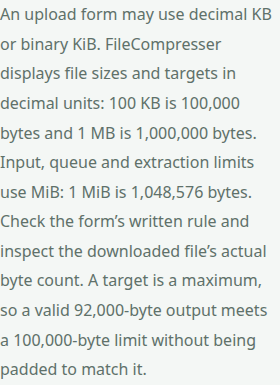 An upload form may use decimal KB
or binary KiB. FileCompresser
displays file sizes and targets in
decimal units: 100 KB is 100,000
bytes and 1 MB is 1,000,000 bytes.
Input, queue and extraction limits
use MiB: 1 MiB is 1,048,576 bytes.
Check the form’s written rule and
inspect the downloaded file’s actual
byte count. A target is a maximum,
so a valid 92,000-byte output meets
a 100,000-byte limit without being
padded to match it.